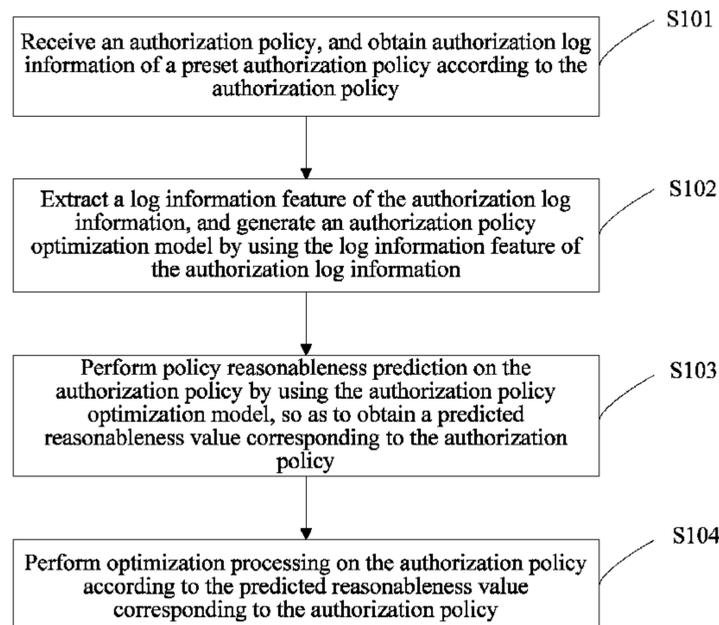 S101
Receive an authorization policy, and obtain authorization log
information of a preset authorization policy according to the
authorization policy
S102
Extract a log information feature of the authorization log
information, and generate an authorization policy
optimization model by using the log information feature of
the authorization log information
S103
Perform policy reasonableness prediction on the
authorization policy by using the authorization policy
optimization model, so as to obtain a predicted
reasonableness value corresponding to the authorization
policy
S104
Perform optimization processing on the authorization policy
according to the predicted reasonableness value
corresponding to the authorization policy